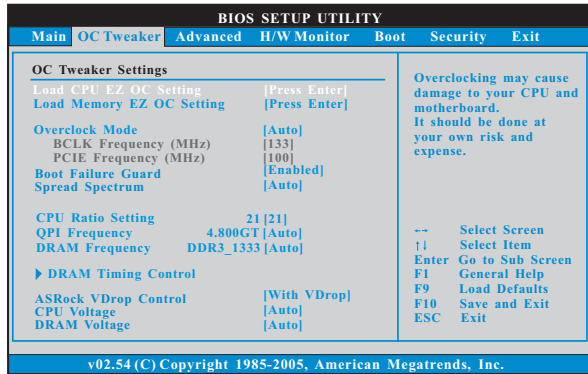 BIOS SETUP UTILITY
Main OC Tweaker Advanced H/W Monitor Boot Security Exit
OC Tweaker Settings
Load CPU EZ OC Setting [Press Enter]
Load Memory EZ OC Setting [Press Enter]
Overclock Mode [Auto]
BCLK Frequency (MHz) [133]
PCIE Frequency (MHz) [100]
Boot Failure Guard [Enabled]
Spread Spectrum [Auto]
CPU Ratio Setting 21 [21]
QPI Frequency 4.800GT [Auto]
DRAM Frequency DDR3_1333 [Auto]
DRAM Timing Control
ASRock VDrop Control [With VDrop]
CPU Voltage [Auto]
DRAM Voltage [Auto]
Overclocking may cause
damage to your CPU and
motherboard.
It should be done at
your own risk and
expense.
←→ Select Screen
↑↓ Select Item
Enter Go to Sub Screen
F1 General Help
F9 Load Defaults
F10 Save and Exit
ESC Exit
v02.54 (C) Copyright 1985-2005, American Megatrends, Inc.